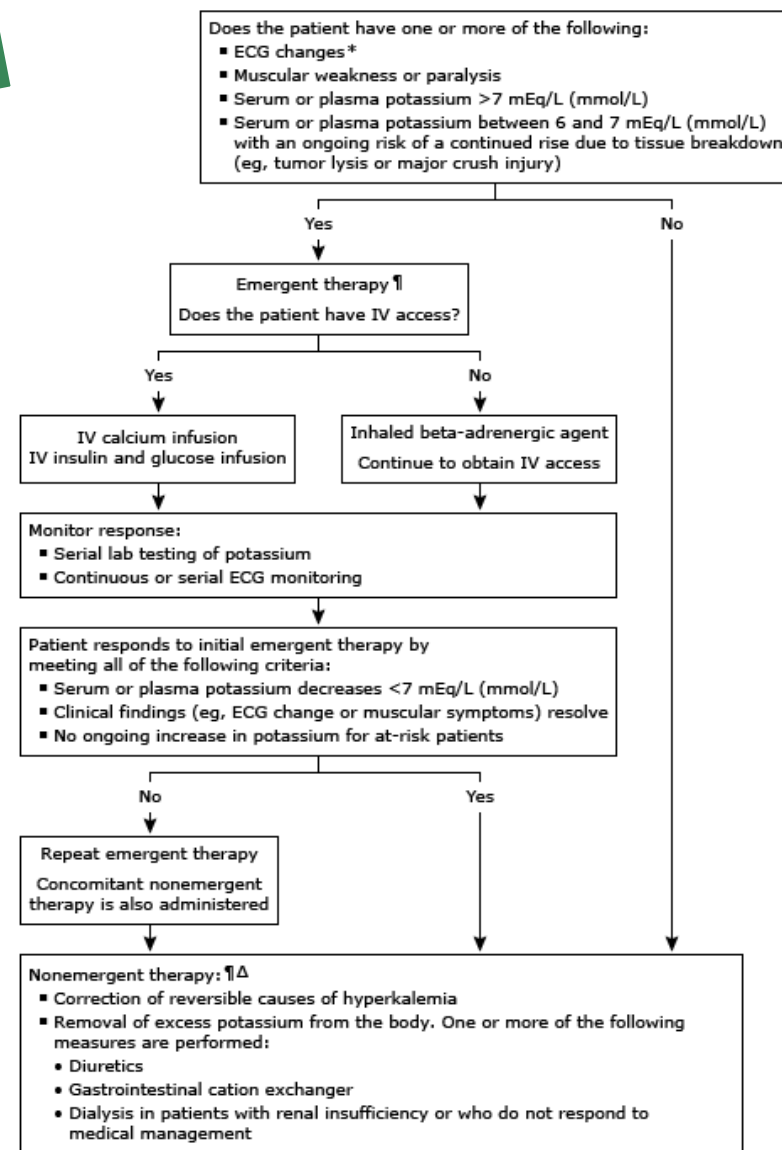 Does the patient have one or more of the following:
▪ ECG changes*
▪ Muscular weakness or paralysis
▪ Serum or plasma potassium >7 mEq/L (mmol/L)
▪ Serum or plasma potassium between 6 and 7 mEq/L (mmol/L)
with an ongoing risk of a continued rise due to tissue breakdown
(eg, tumor lysis or major crush injury)
Yes
No
Emergent therapy¶
Does the patient have IV access?
Yes
No
IV calcium infusion
IV insulin and glucose infusion
Inhaled beta-adrenergic agent
Continue to obtain IV access
Monitor response:
▪ Serial lab testing of potassium
▪ Continuous or serial ECG monitoring
Patient responds to initial emergent therapy by
meeting all of the following criteria:
▪ Serum or plasma potassium decreases <7 mEq/L (mmol/L)
▪ Clinical findings (eg, ECG change or muscular symptoms) resolve
▪ No ongoing increase in potassium for at-risk patients
No
Yes
Repeat emergent therapy
Concomitant nonemergent
therapy is also administered
Nonemergent therapy:¶Δ
▪ Correction of reversible causes of hyperkalemia
▪ Removal of excess potassium from the body. One or more of the following
measures are performed:
• Diuretics
• Gastrointestinal cation exchanger
• Dialysis in patients with renal insufficiency or who do not respond to
medical management